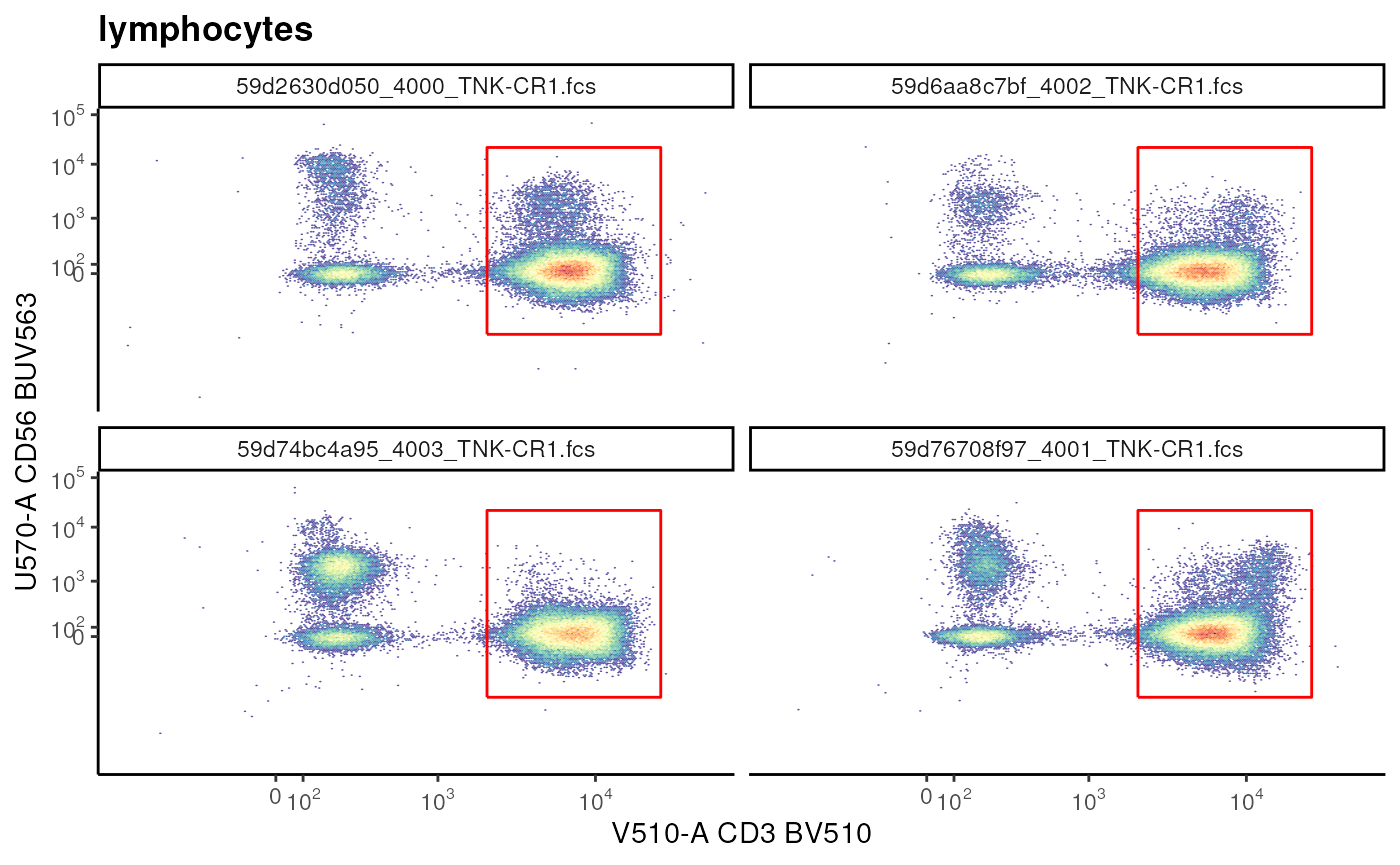 lymphocytes
59d2630d050_4000_TNK-CR1.fcs
59d6aa8c7bf_4002_TNK-CR1.fcs
10^5
10^4
10^3
10^2
0
59d74bc4a95_4003_TNK-CR1.fcs
59d76708f97_4001_TNK-CR1.fcs
10^5
10^4
10^3
10^2
0
U570-A CD56 BUV563
0 10^2 10^3 10^4
0 10^2 10^3 10^4
V510-A CD3 BV510